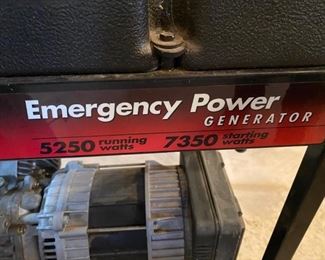 Emergency Power
GENERATOR
5250 running watts 7350 starting watts